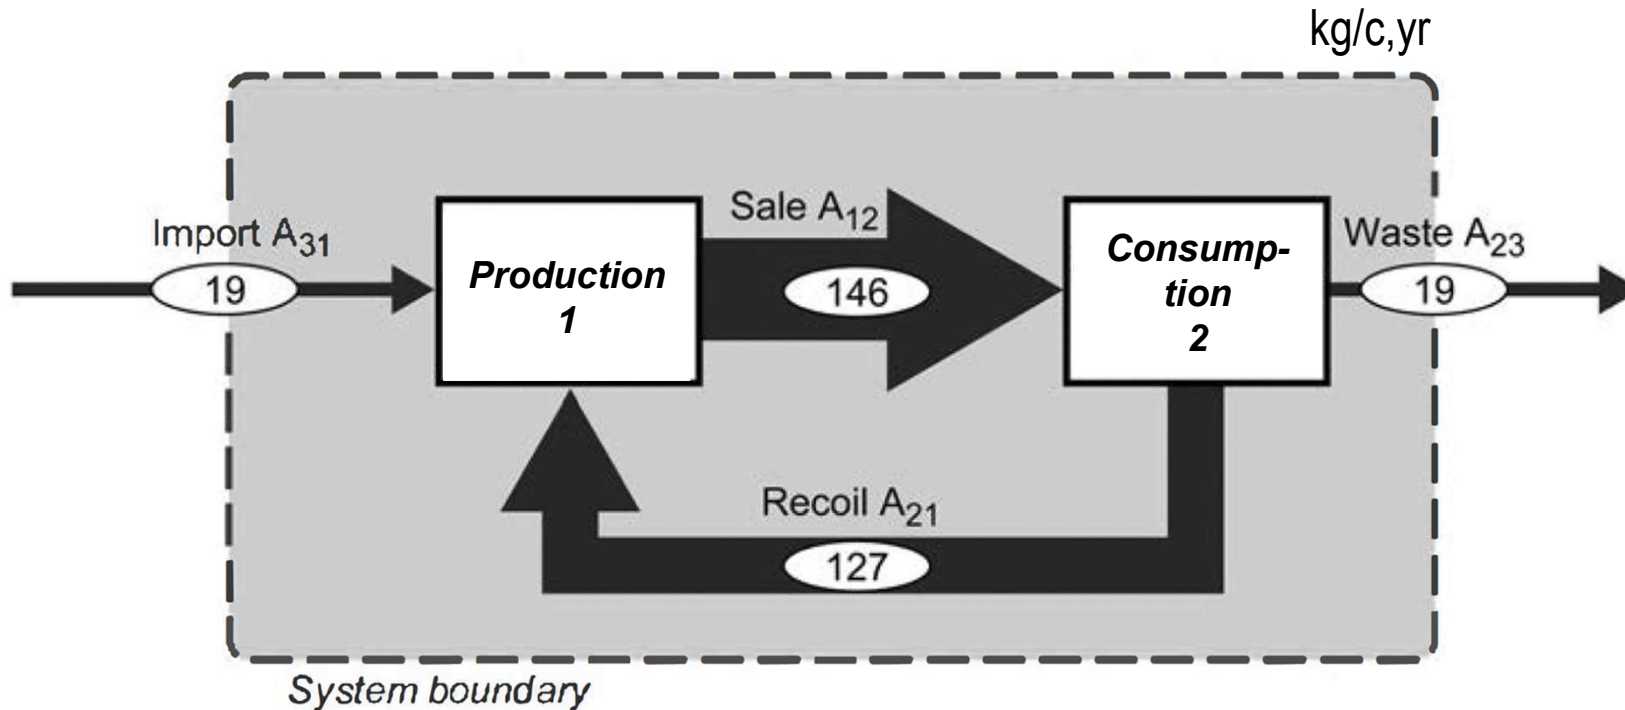 kg/c,yr
Import A31
19
Production
1
Sale A12
146
Consump-
tion
2
Waste A23
19
Recoil A21
127
System boundary